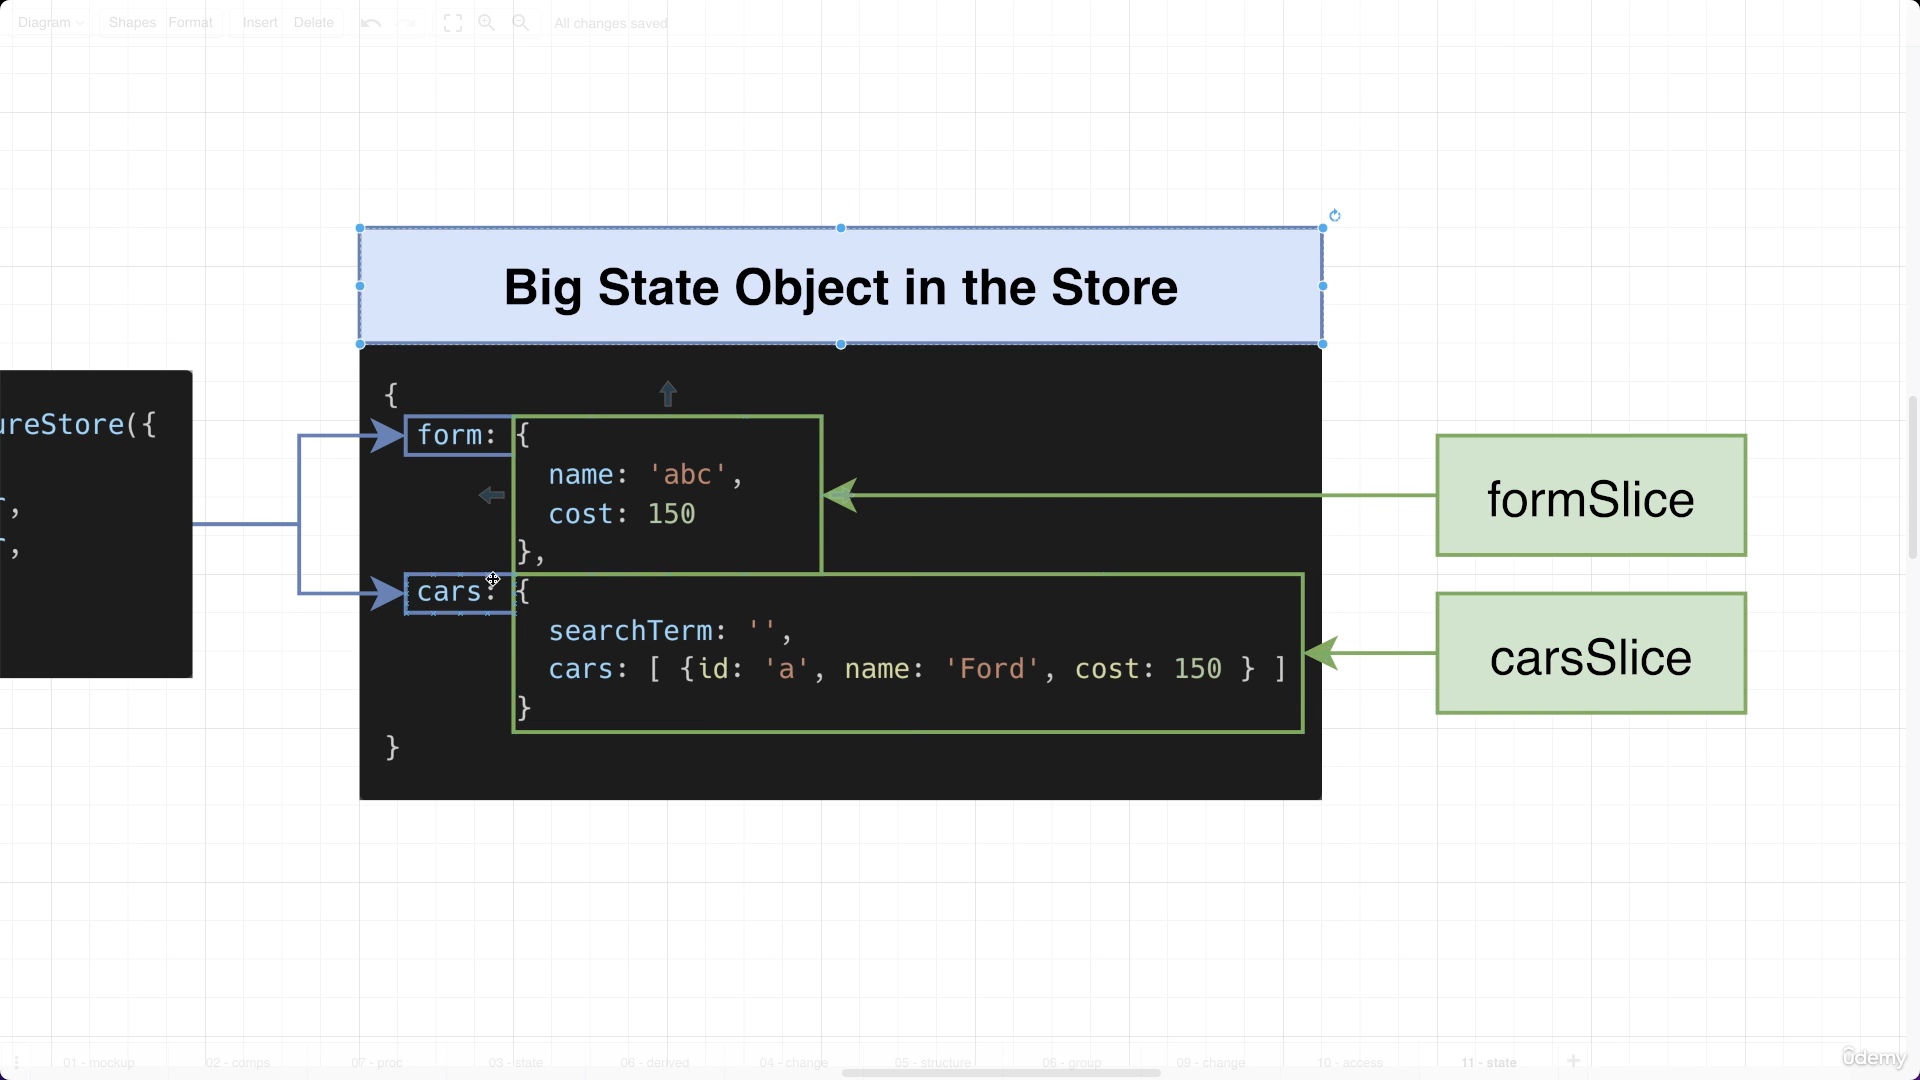 Diagram
Shapes
Format
Insert
Delete
All changes saved
Big State Object in the Store
ureStore({
,
,
{
form: {
name: 'abc',
cost: 150
},
cars: {
searchTerm: '',
cars: [ {id: 'a', name: 'Ford', cost: 150 } ]
}
}
formSlice
carsSlice
01 - mockup
02 - comps
07 - proc
03 - state
06 - derived
04 - change
05 - structure
08 - group
09 - change
10 - access
11 - state
ûdemy